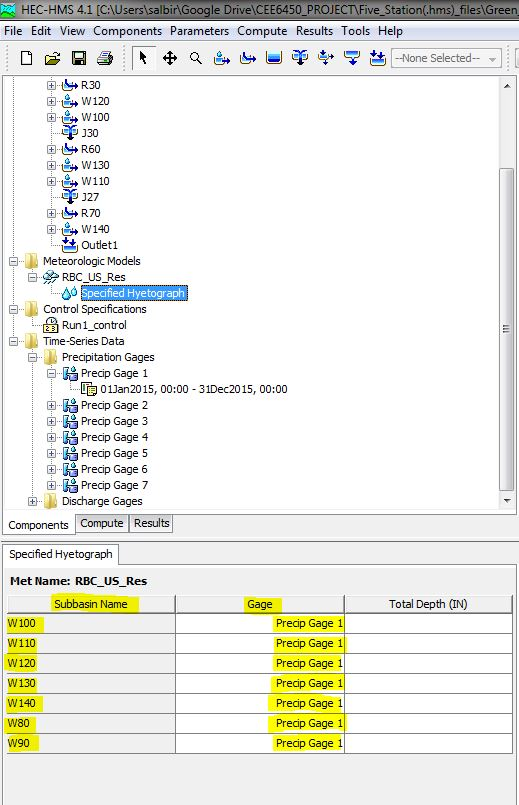 HEC-HMS 4.1 [C:\Users\salbir\Google Drive\CEE6450_PROJECT\Five_Station(.hms)_files\Green
File Edit View Components Parameters Compute Results Tools Help
--None Selected--
R30
W120
W100
J30
R60
W130
W110
J27
R70
W140
Outlet1
Meteorologic Models
RBC_US_Res
Specified Hyetograph
Control Specifications
Run1_control
Time-Series Data
Precipitation Gages
Precip Gage 1
01Jan2015, 00:00 - 31Dec2015, 00:00
Precip Gage 2
Precip Gage 3
Precip Gage 4
Precip Gage 5
Precip Gage 6
Precip Gage 7
Discharge Gages
Components Compute Results
Specified Hyetograph
Met Name: RBC_US_Res
Subbasin Name Gage Total Depth (IN)
W100 Precip Gage 1
W110 Precip Gage 1
W120 Precip Gage 1
W130 Precip Gage 1
W140 Precip Gage 1
W80 Precip Gage 1
W90 Precip Gage 1